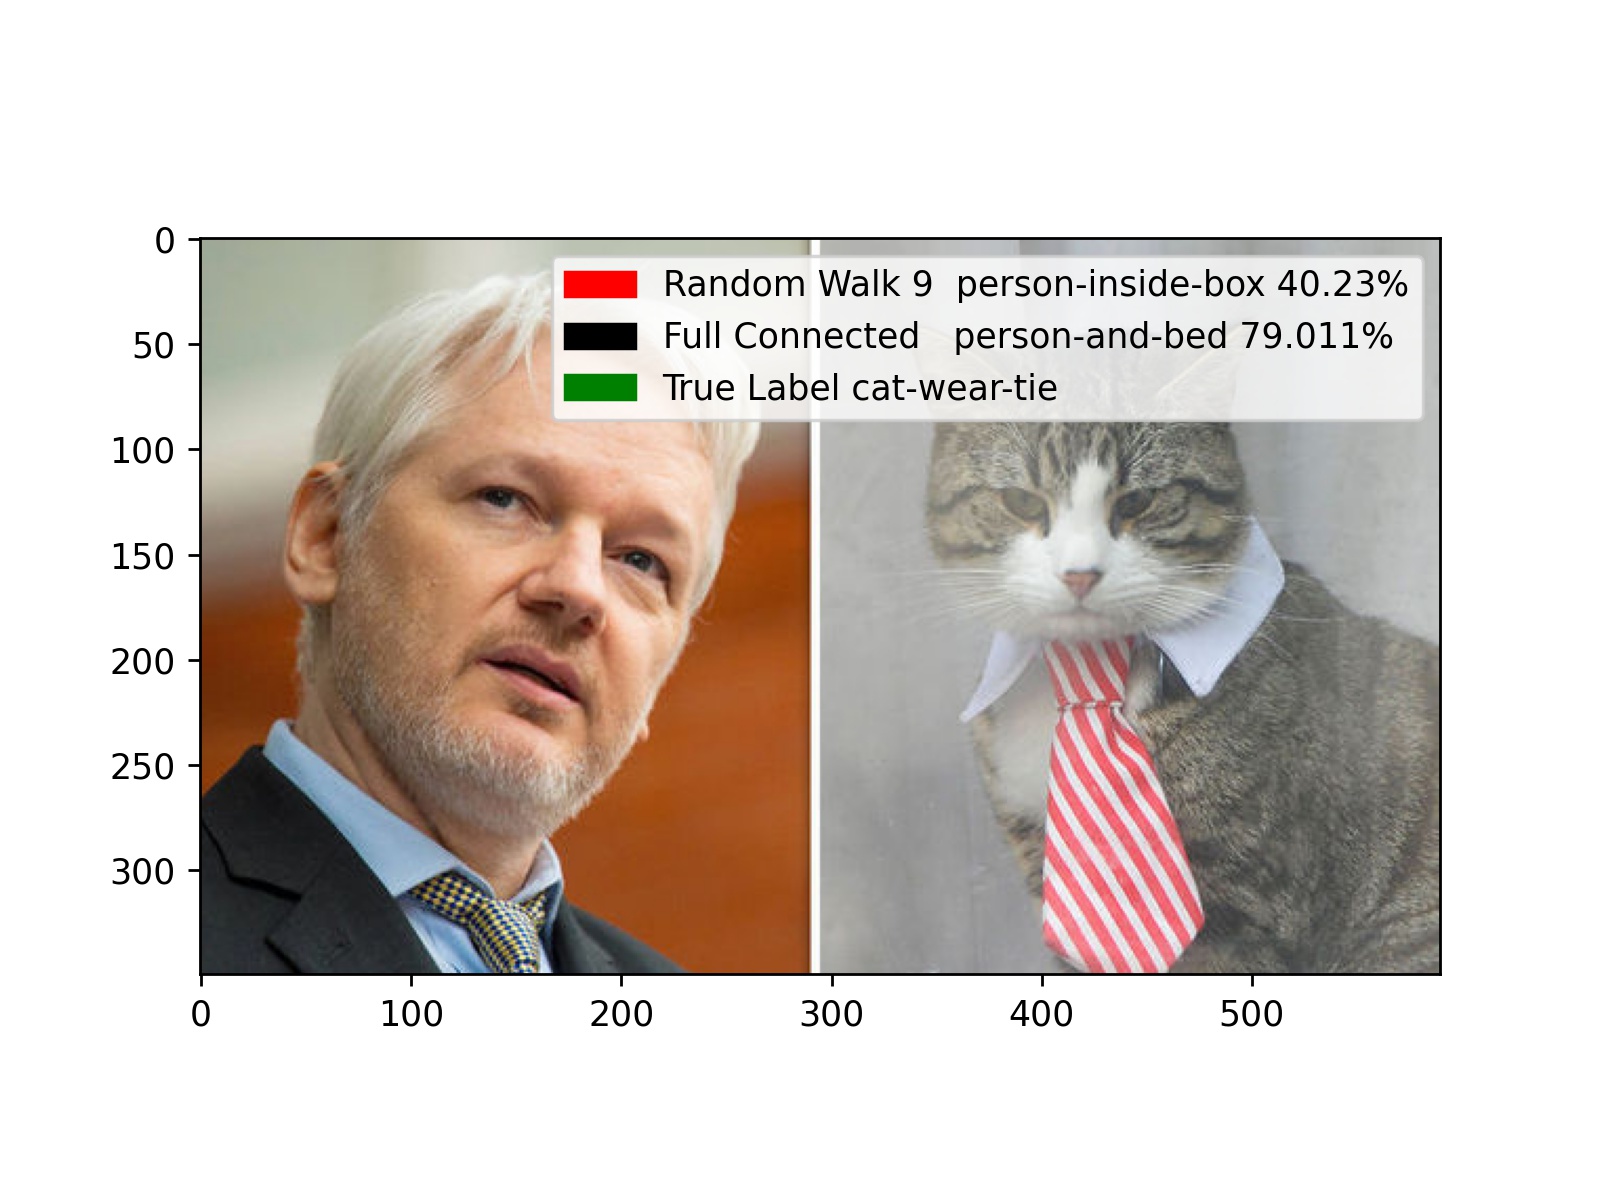 Random Walk 9  person-inside-box 40.23%
Full Connected   person-and-bed 79.011%
True Label cat-wear-tie
0
50
100
150
200
250
300
0 100 200 300 400 500